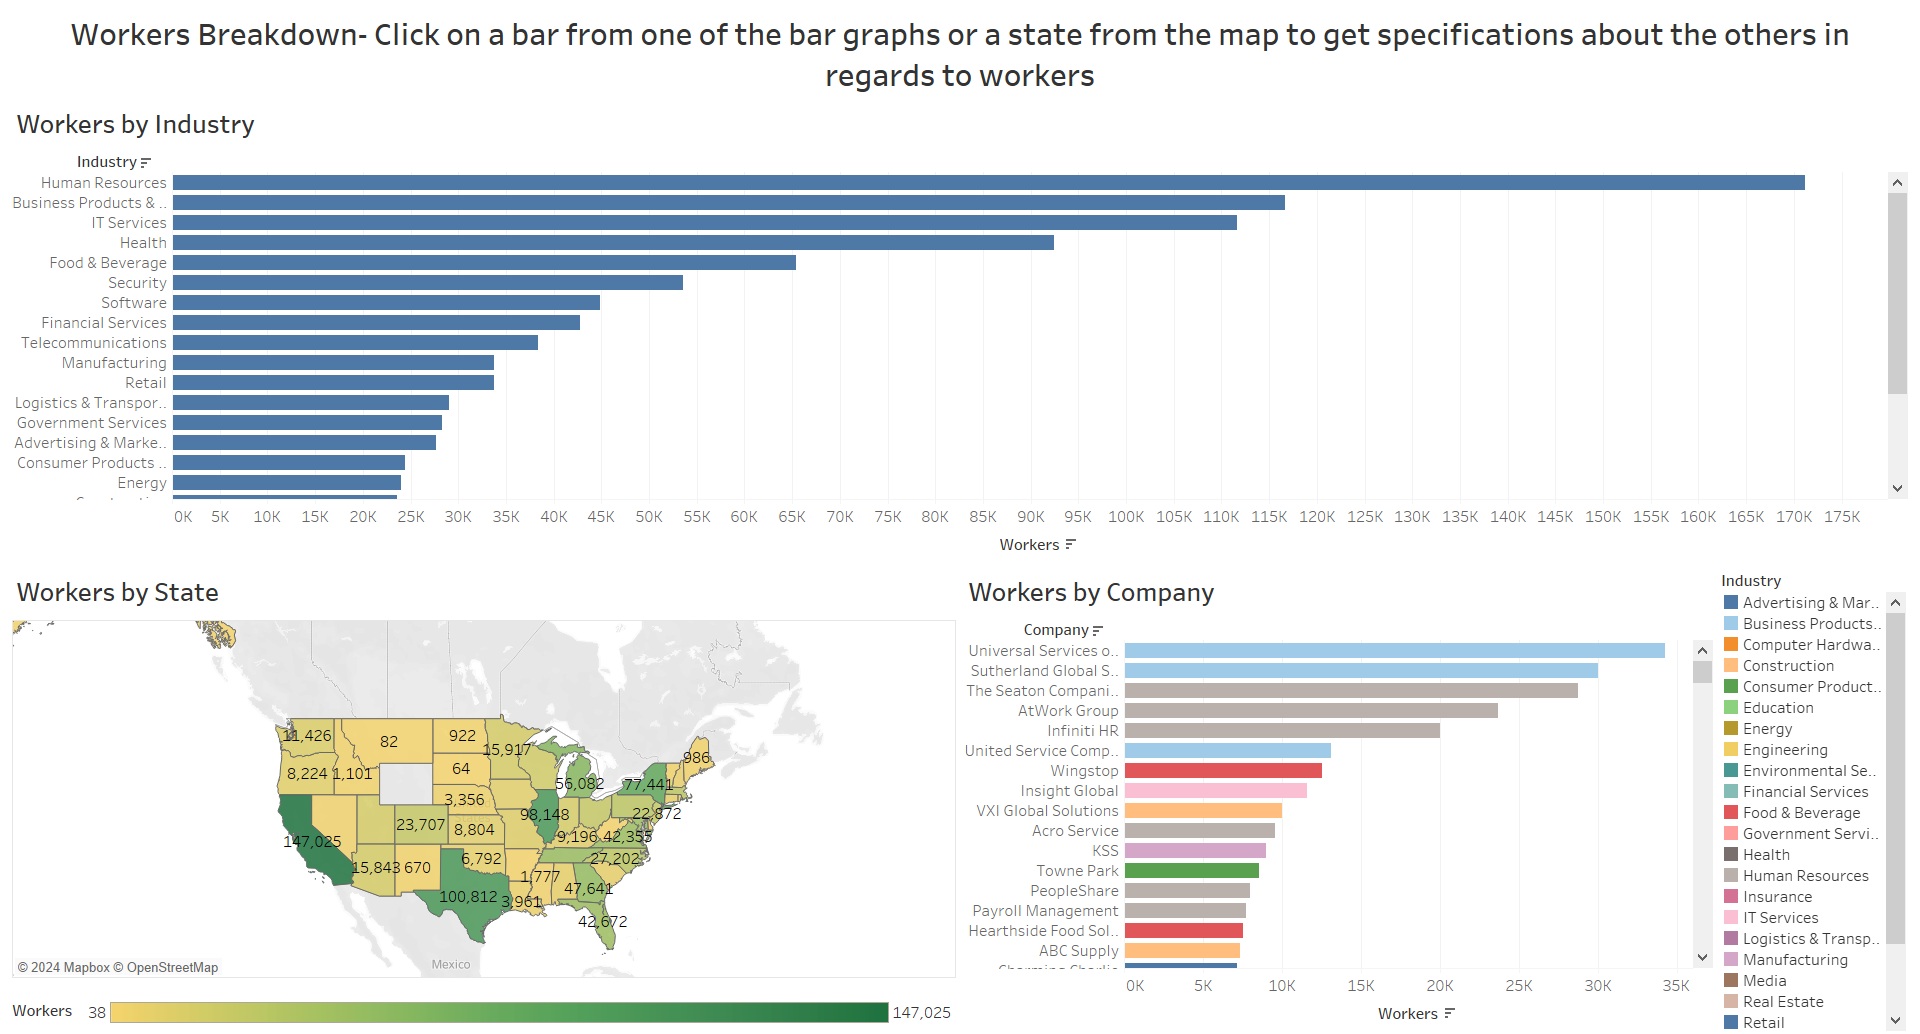 Workers Breakdown- Click on a bar from one of the bar graphs or a state from the map to get specifications about the others in
regards to workers
Workers by Industry
Industry
Human Resources
Business Products & ..
IT Services
Health
Food & Beverage
Security
Software
Financial Services
Telecommunications
Manufacturing
Retail
Logistics & Transpor..
Government Services
Advertising & Marke..
Consumer Products ..
Energy
0K 5K 10K 15K 20K 25K 30K 35K 40K 45K 50K 55K 60K 65K 70K 75K 80K 85K 90K 95K 100K 105K 110K 115K 120K 125K 130K 135K 140K 145K 150K 155K 160K 165K 170K 175K
Workers
Workers by State
11,426
82
922
15,917
986
8,224
1,101
64
56,082
77,441
3,356
98,148
22,872
23,707
8,804
9,196
42,355
147,025
15,843
670
6,792
27,202
1,777
47,641
100,812
3,961
42,672
Mexico
© 2024 Mapbox © OpenStreetMap
Workers
38
147,025
Workers by Company
Company
Universal Services o..
Sutherland Global S..
The Seaton Compani..
AtWork Group
Infiniti HR
United Service Comp..
Wingstop
Insight Global
VXI Global Solutions
Acro Service
KSS
Towne Park
PeopleShare
Payroll Management
Hearthside Food Sol..
ABC Supply
0K 5K 10K 15K 20K 25K 30K 35K
Workers
Industry
Advertising & Mar..
Business Products..
Computer Hardwa..
Construction
Consumer Product..
Education
Energy
Engineering
Environmental Se..
Financial Services
Food & Beverage
Government Servi..
Health
Human Resources
Insurance
IT Services
Logistics & Transp..
Manufacturing
Media
Real Estate
Retail